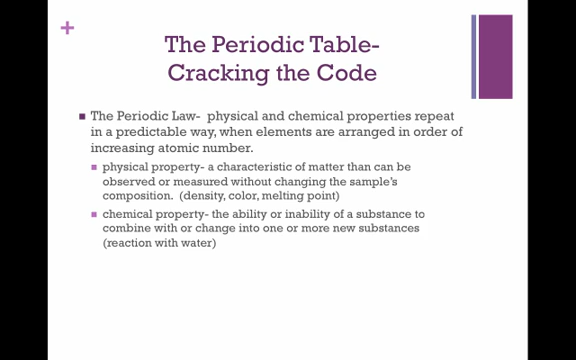 +
The Periodic Table-
Cracking the Code
The Periodic Law- physical and chemical properties repeat
in a predictable way, when elements are arranged in order of
increasing atomic number.
physical property- a characteristic of matter than can be
observed or measured without changing the sample's
composition. (density, color, melting point)
chemical property- the ability or inability of a substance to
combine with or change into one or more new substances
(reaction with water)